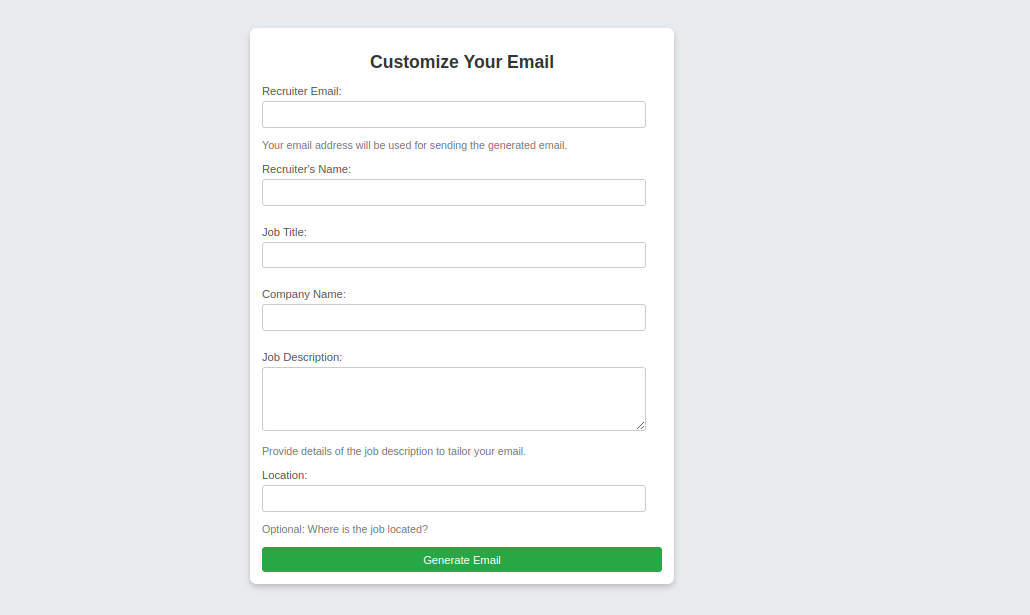 Customize Your Email
Recruiter Email:
Your email address will be used for sending the generated email.
Recruiter's Name:
Job Title:
Company Name:
Job Description:
Provide details of the job description to tailor your email.
Location:
Optional: Where is the job located?
Generate Email